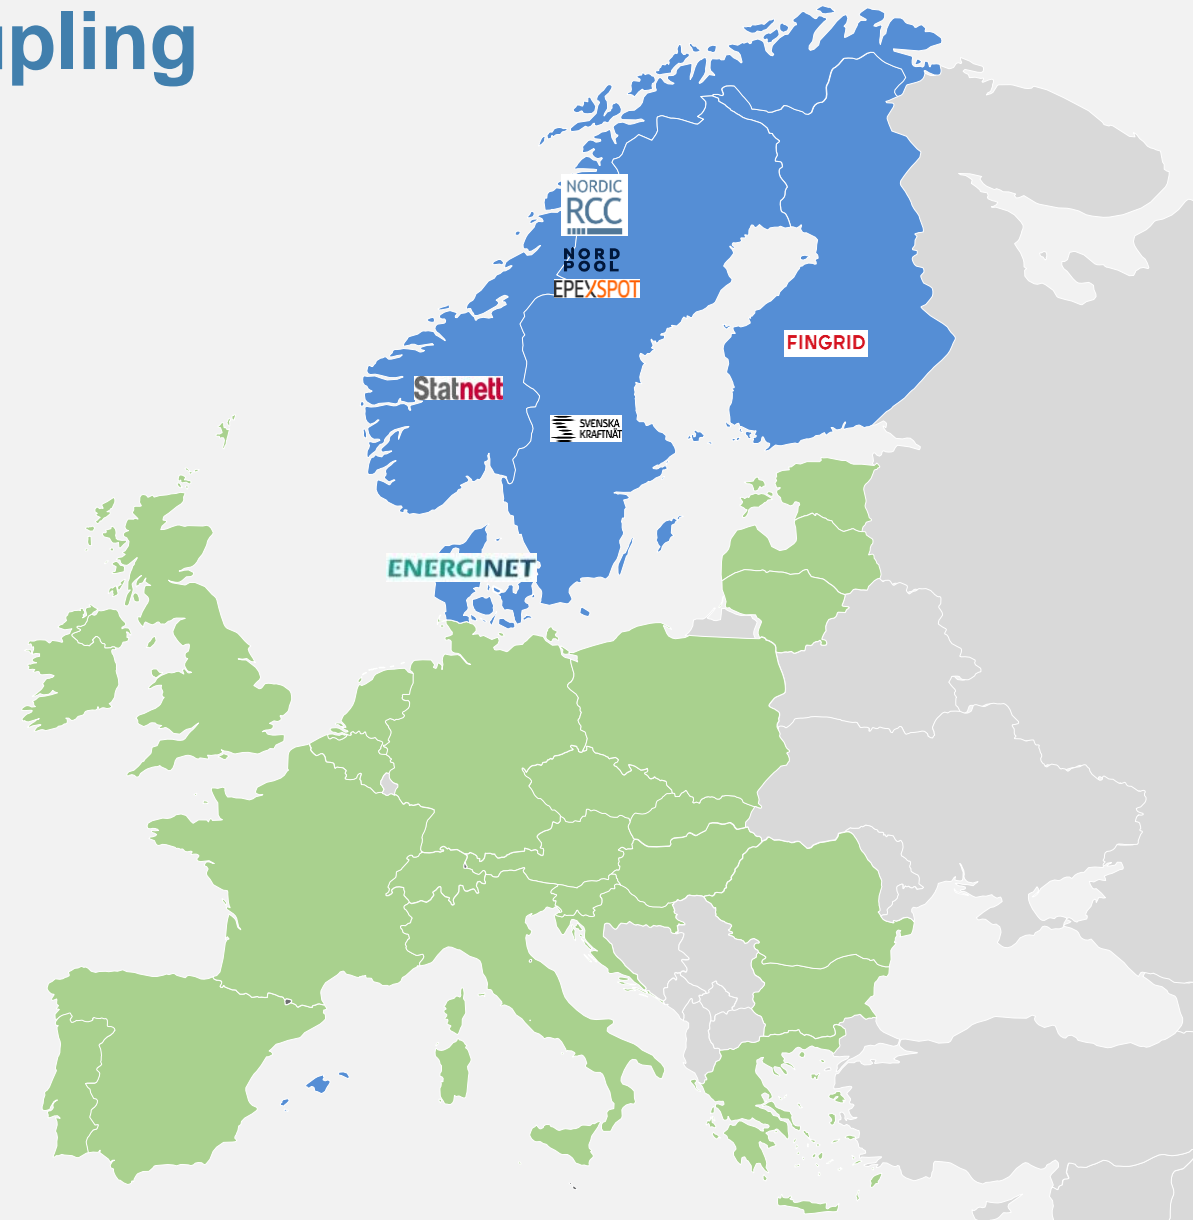 upling
NORDIC
RCC
NORD
POOL
EPEXSPOT
FINGRID
Statnett
SVENSKA
KRAFTNÄT
ENERGINET